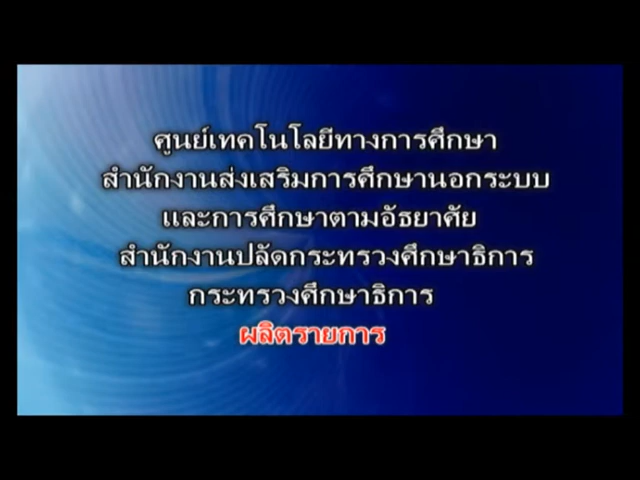 ศูนย์เทคโนโลยีทางการศึกษา
สำนักงานส่งเสริมการศึกษานอกระบบ
และการศึกษาตามอัธยาศัย
สำนักงานปลัดกระทรวงศึกษาธิการ
กระทรวงศึกษาธิการ
ผลิตรายการ